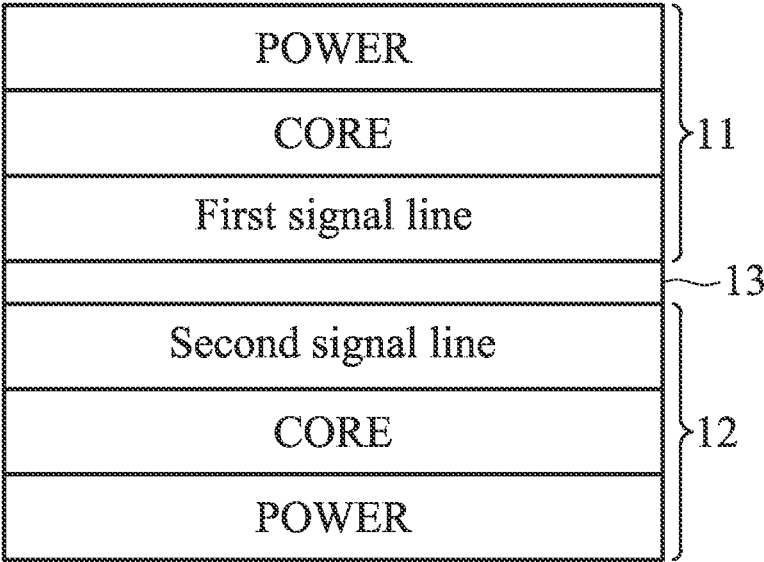 POWER
CORE
First signal line
11
13
Second signal line
CORE
12
POWER